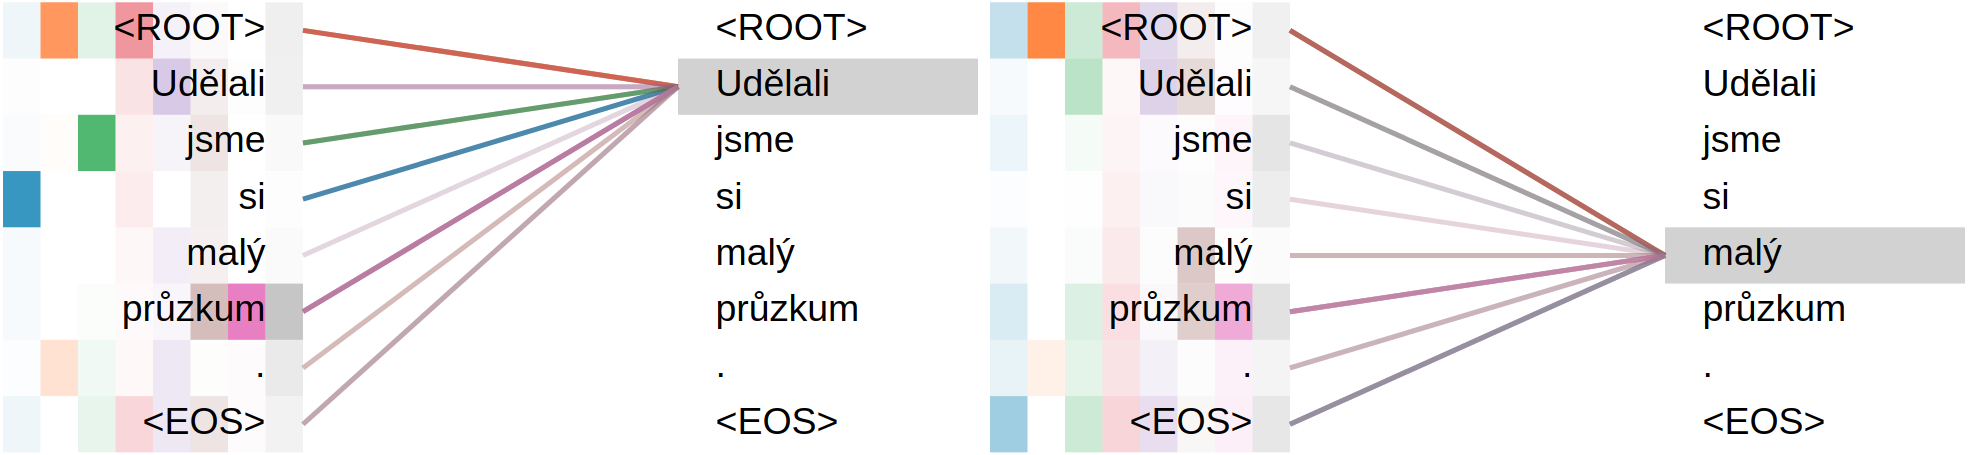 <ROOT> <ROOT> <ROOT> <ROOT>
Udělali Udělali Udělali Udělali
jsme jsme jsme jsme
si si si si
malý malý malý malý
průzkum průzkum průzkum průzkum
. . . .
<EOS> <EOS> <EOS> <EOS>